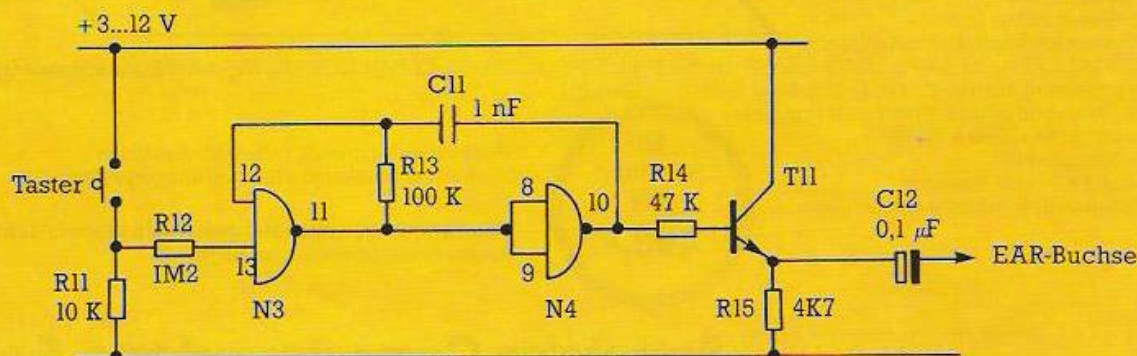 +3...12 V
C11
1 nF
Taster
R12
1M2
12
13
11
N3
R13
100 K
8
9
10
N4
R14
47 K
T11
C12
0,1 µF
EAR-Buchse
R11
10 K
R15
4K7